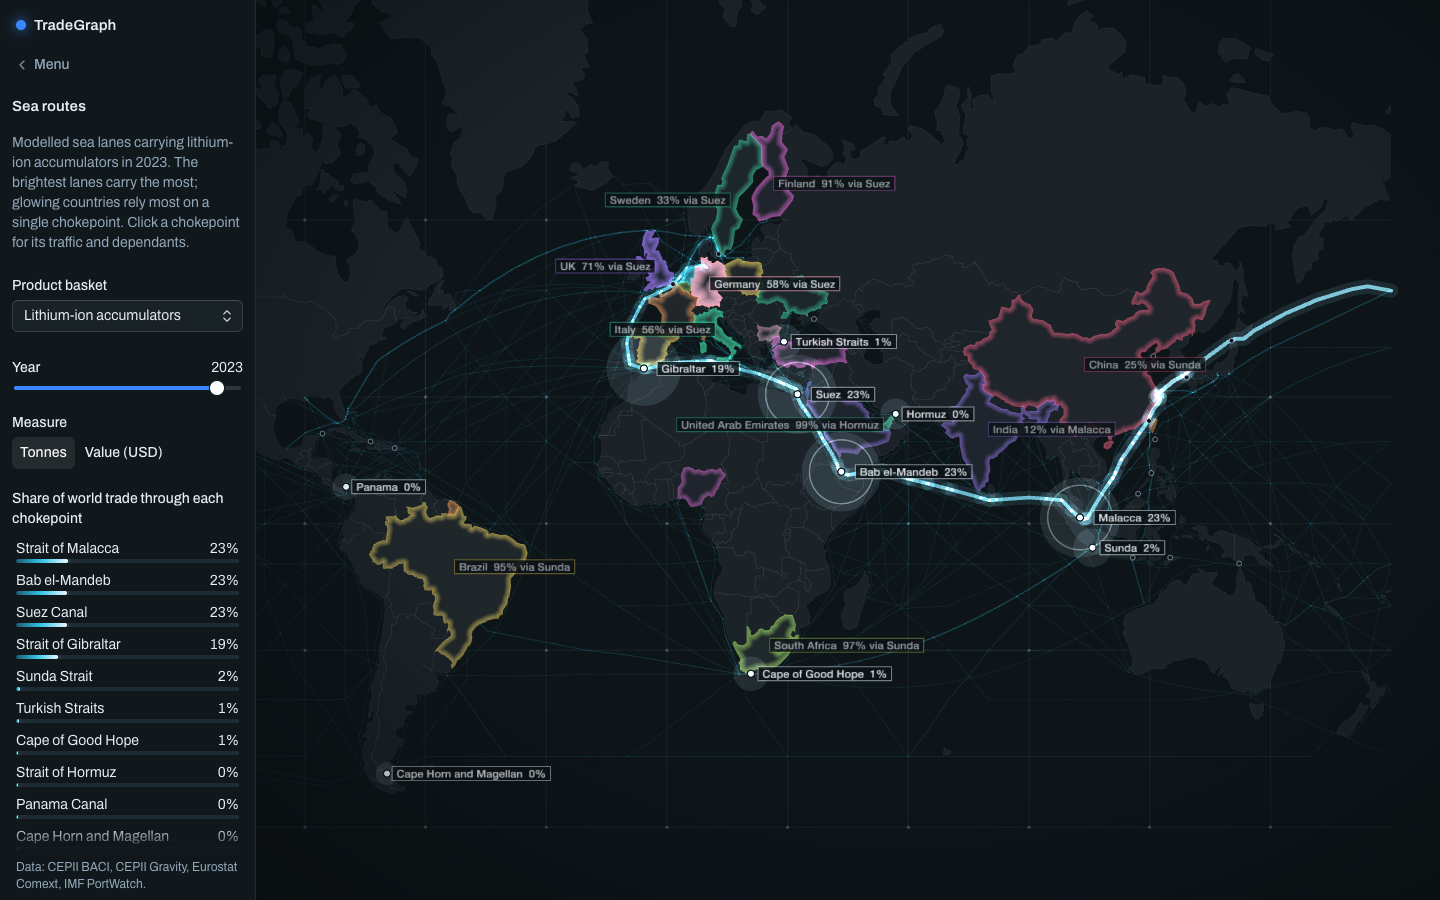 TradeGraph
Menu
Sea routes
Modelled sea lanes carrying lithium-
ion accumulators in 2023. The
brightest lanes carry the most;
glowing countries rely most on a
single chokepoint. Click a chokepoint
for its traffic and dependants.
Product basket
Lithium-ion accumulators
Year 2023
Measure
Tonnes Value (USD)
Share of world trade through each
chokepoint
Strait of Malacca 23%
Bab el-Mandeb 23%
Suez Canal 23%
Strait of Gibraltar 19%
Sunda Strait 2%
Turkish Straits 1%
Cape of Good Hope 1%
Strait of Hormuz 0%
Panama Canal 0%
Cape Horn and Magellan 0%
Data: CEPII BACI, CEPII Gravity, Eurostat
Comext, IMF PortWatch.
Finland 91% via Suez
Sweden 33% via Suez
UK 71% via Suez
Germany 58% via Suez
Italy 56% via Suez
Turkish Straits 1%
China 25% via Sunda
Gibraltar 19%
Suez 23%
Hormuz 0%
United Arab Emirates 99% via Hormuz
India 12% via Malacca
Bab el-Mandeb 23%
Panama 0%
Malacca 23%
Sunda 2%
Brazil 95% via Sunda
South Africa 97% via Sunda
Cape of Good Hope 1%
Cape Horn and Magellan 0%